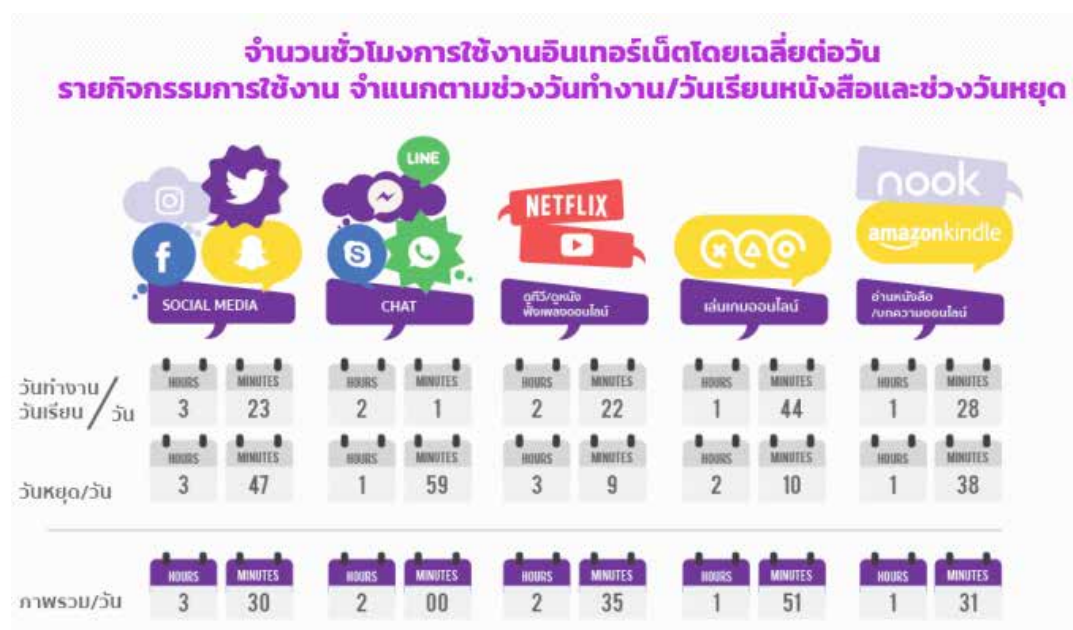 จำนวนชั่วโมงการใช้งานอินเทอร์เน็ตโดยเฉลี่ยต่อวัน
รายกิจกรรมการใช้งาน จำแนกตามช่วงวันทำงาน/วันเรียนหนังสือและช่วงวันหยุด
LINE
nook
NETFLIX
amazonkindle
SOCIAL MEDIA
CHAT
ดูทีวี/ดูหนัง
ฟังเพลงออนไลน์
เล่นเกมออนไลน์
อ่านหนังสือ
/บทความออนไลน์
วันทำงาน/
วันเรียน/วัน
HOURS MINUTES HOURS MINUTES HOURS MINUTES HOURS MINUTES HOURS MINUTES
3 23 2 1 2 22 1 44 1 28
วันหยุด/วัน
HOURS MINUTES HOURS MINUTES HOURS MINUTES HOURS MINUTES HOURS MINUTES
3 47 1 59 3 9 2 10 1 38
ภาพรวม/วัน
HOURS MINUTES HOURS MINUTES HOURS MINUTES HOURS MINUTES HOURS MINUTES
3 30 2 00 2 35 1 51 1 31